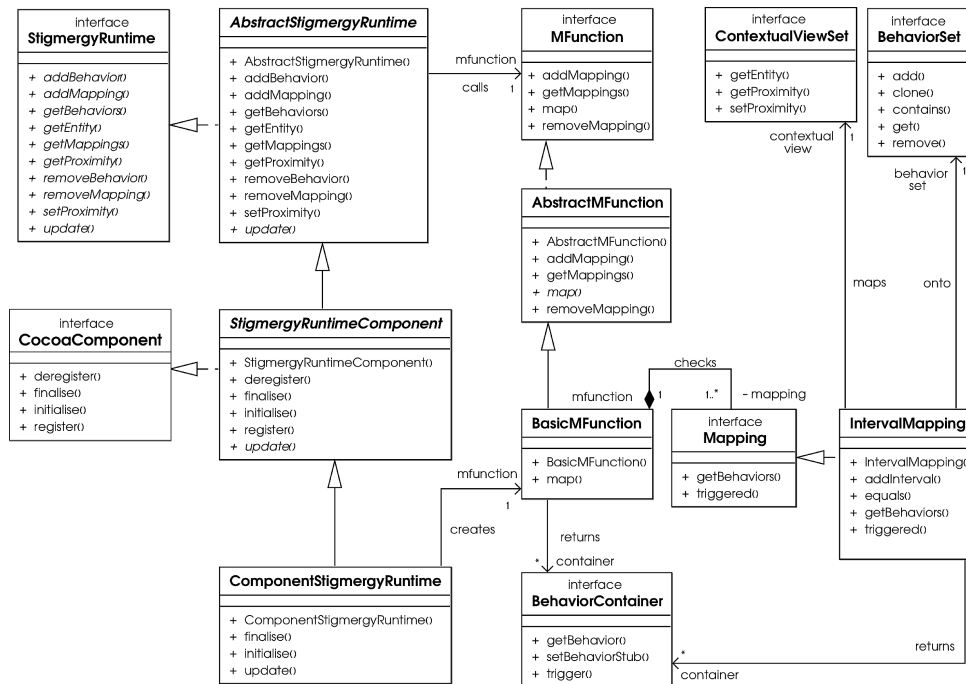 interface
StigmergyRuntime
+ addBehavior()
+ addMapping()
+ getBehaviors()
+ getEntity()
+ getMappings()
+ getProximity()
+ removeBehavior()
+ removeMapping()
+ setProximity()
+ update()
AbstractStigmergyRuntime
+ AbstractStigmergyRuntime()
+ addBehavior()
+ addMapping()
+ getBehaviors()
+ getEntity()
+ getMappings()
+ getProximity()
+ removeBehavior()
+ removeMapping()
+ setProximity()
+ update()
mfunction
calls
1
interface
MFunction
+ addMapping()
+ getMappings()
+ map()
+ removeMapping()
interface
ContextualViewSet
+ getEntity()
+ getProximity()
+ setProximity()
contextual
view
1
interface
BehaviorSet
+ add()
+ clone()
+ contains()
+ get()
+ remove()
behavior
set
1
AbstractMFunction
+ AbstractMFunction()
+ addMapping()
+ getMappings()
+ map()
+ removeMapping()
maps
onto
interface
CocoaComponent
+ deregister()
+ finalise()
+ initialise()
+ register()
StigmergyRuntimeComponent
+ StigmergyRuntimeComponent()
+ deregister()
+ finalise()
+ initialise()
+ register()
+ update()
checks
mfunction
1
1..*
- mapping
BasicMFunction
+ BasicMFunction()
+ map()
interface
Mapping
+ getBehaviors()
+ triggered()
IntervalMapping
+ IntervalMapping()
+ addInterval()
+ equals()
+ getBehaviors()
+ triggered()
mfunction
1
creates
returns
*
container
ComponentStigmergyRuntime
+ ComponentStigmergyRuntime()
+ finalise()
+ initialise()
+ update()
interface
BehaviorContainer
+ getBehavior()
+ setBehaviorStub()
+ trigger()
returns
*
container